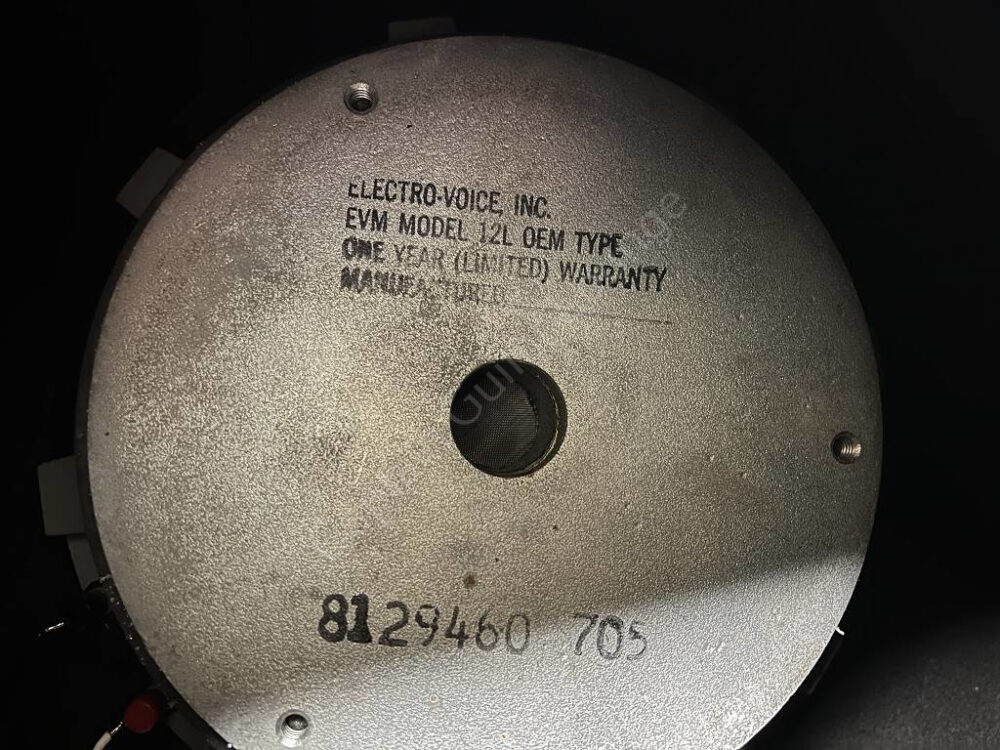 ELECTRO-VOICE, INC.
EVM MODEL 12L OEM TYPE
ONE YEAR (LIMITED) WARRANTY
MANUFACTURED
8129460 705